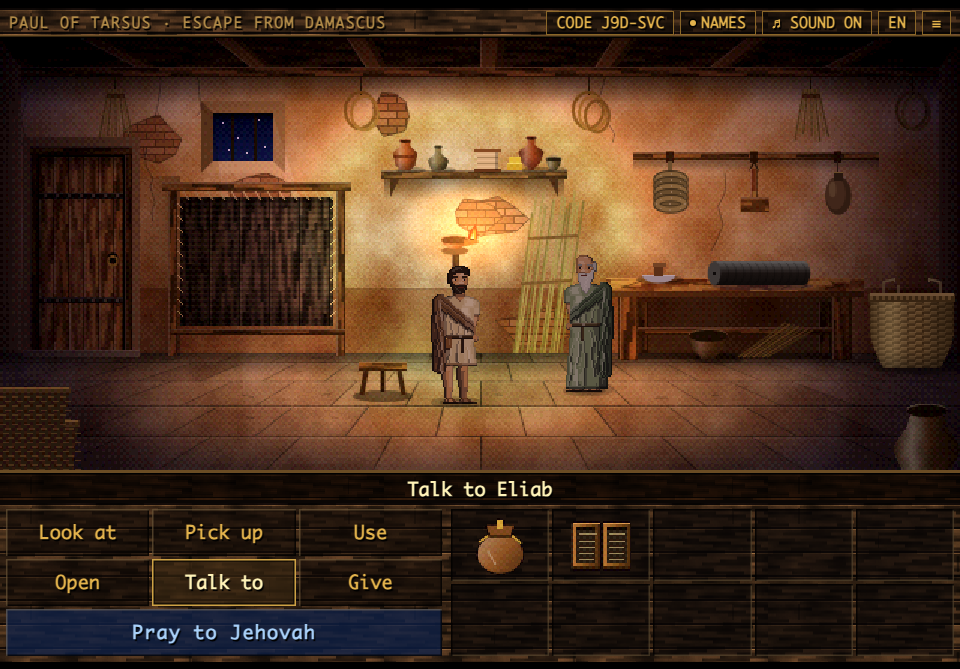 PAUL OF TARSUS · ESCAPE FROM DAMASCUS
CODE J9D-SVC
• NAMES
♬ SOUND ON
EN
≡
Talk to Eliab
Look at
Pick up
Use
Open
Talk to
Give
Pray to Jehovah